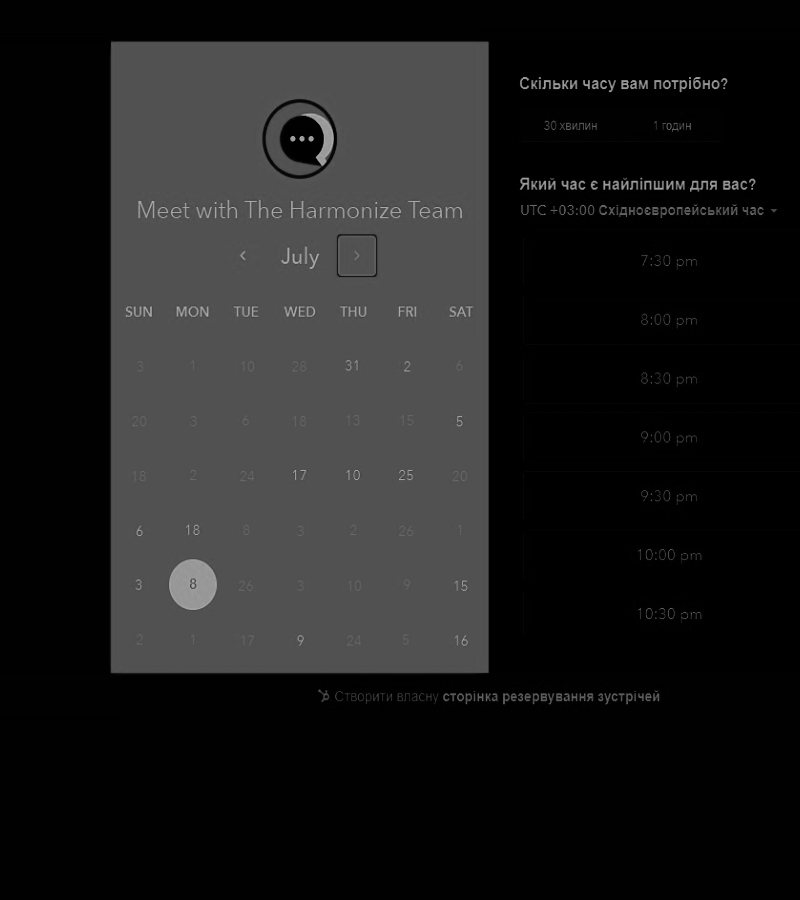 Meet with The Harmonize Team
July
SUN MON TUE WED THU FRI SAT
3 1 10 28 31 2 6
20 3 6 18 13 15 5
18 2 24 17 10 25 20
6 18 8 3 2 26 1
3 8 26 3 10 9 15
2 1 17 9 24 5 16
Скільки часу вам потрібно?
30 хвилин 1 годин
Який час є найліпшим для вас?
UTC +03:00 Східноєвропейський час
7:30 pm
8:00 pm
8:30 pm
9:00 pm
9:30 pm
10:00 pm
10:30 pm
Створити власну сторінка резервування зустрічей